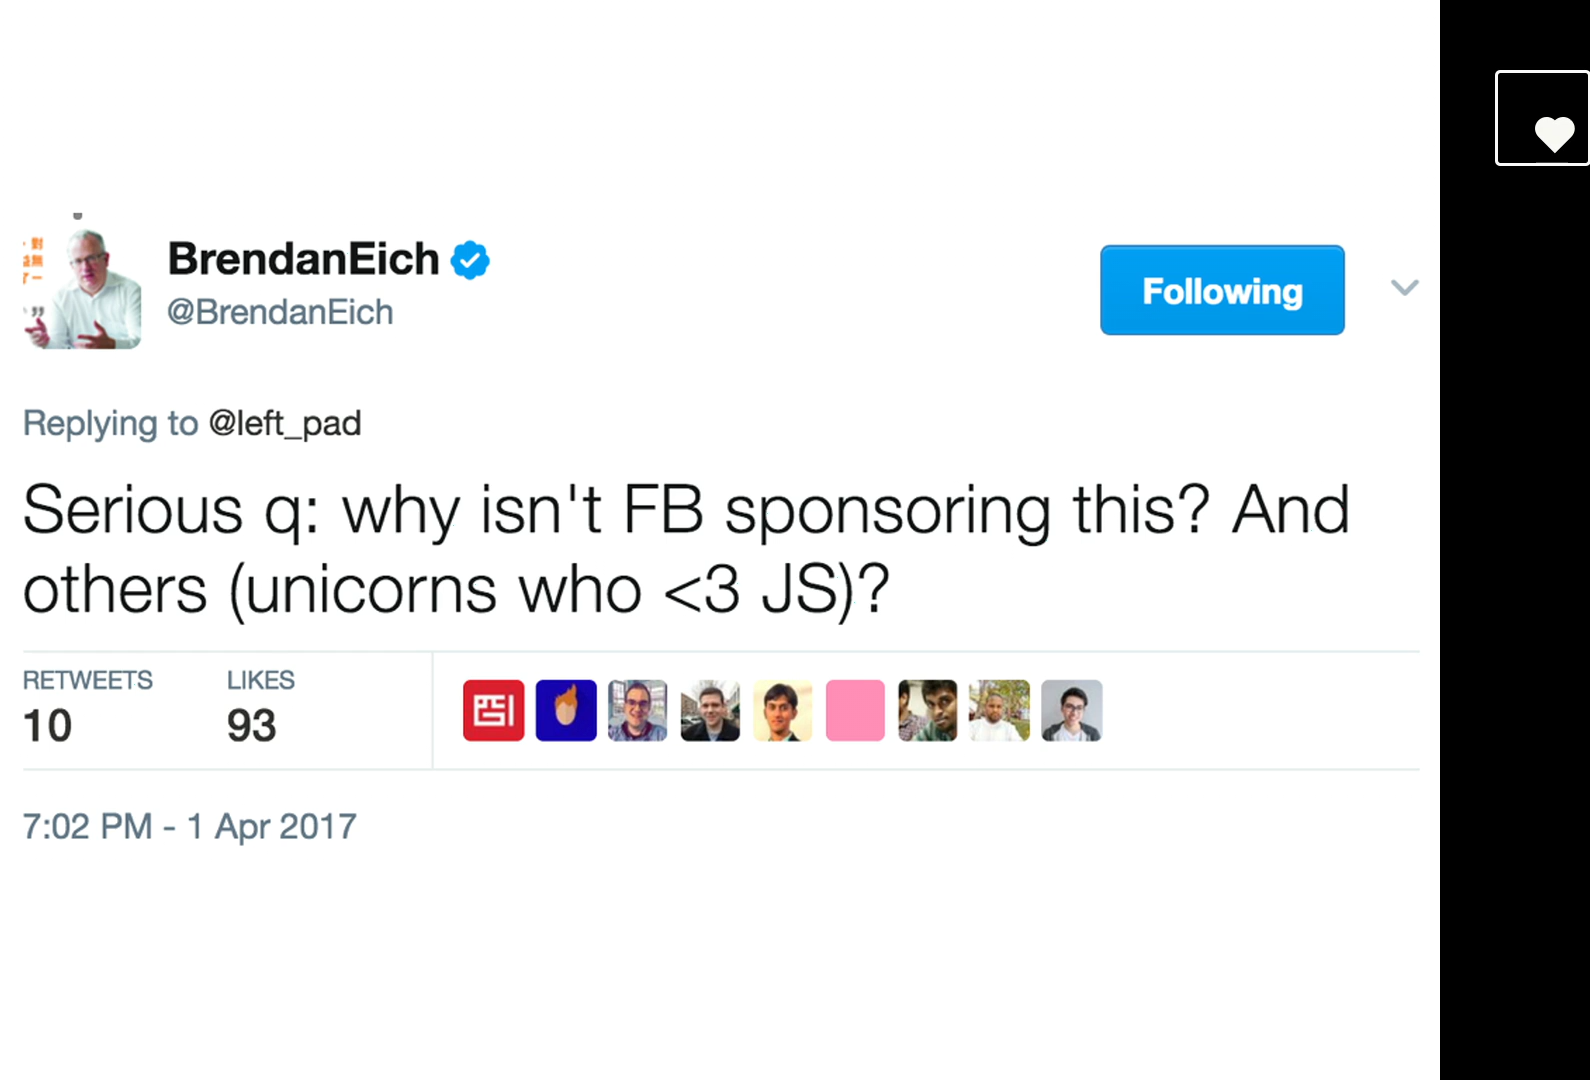 BrendanEich
@BrendanEich
Following
Replying to @left_pad
Serious q: why isn't FB sponsoring this? And
others (unicorns who <3 JS)?
RETWEETS LIKES
10 93
7:02 PM - 1 Apr 2017